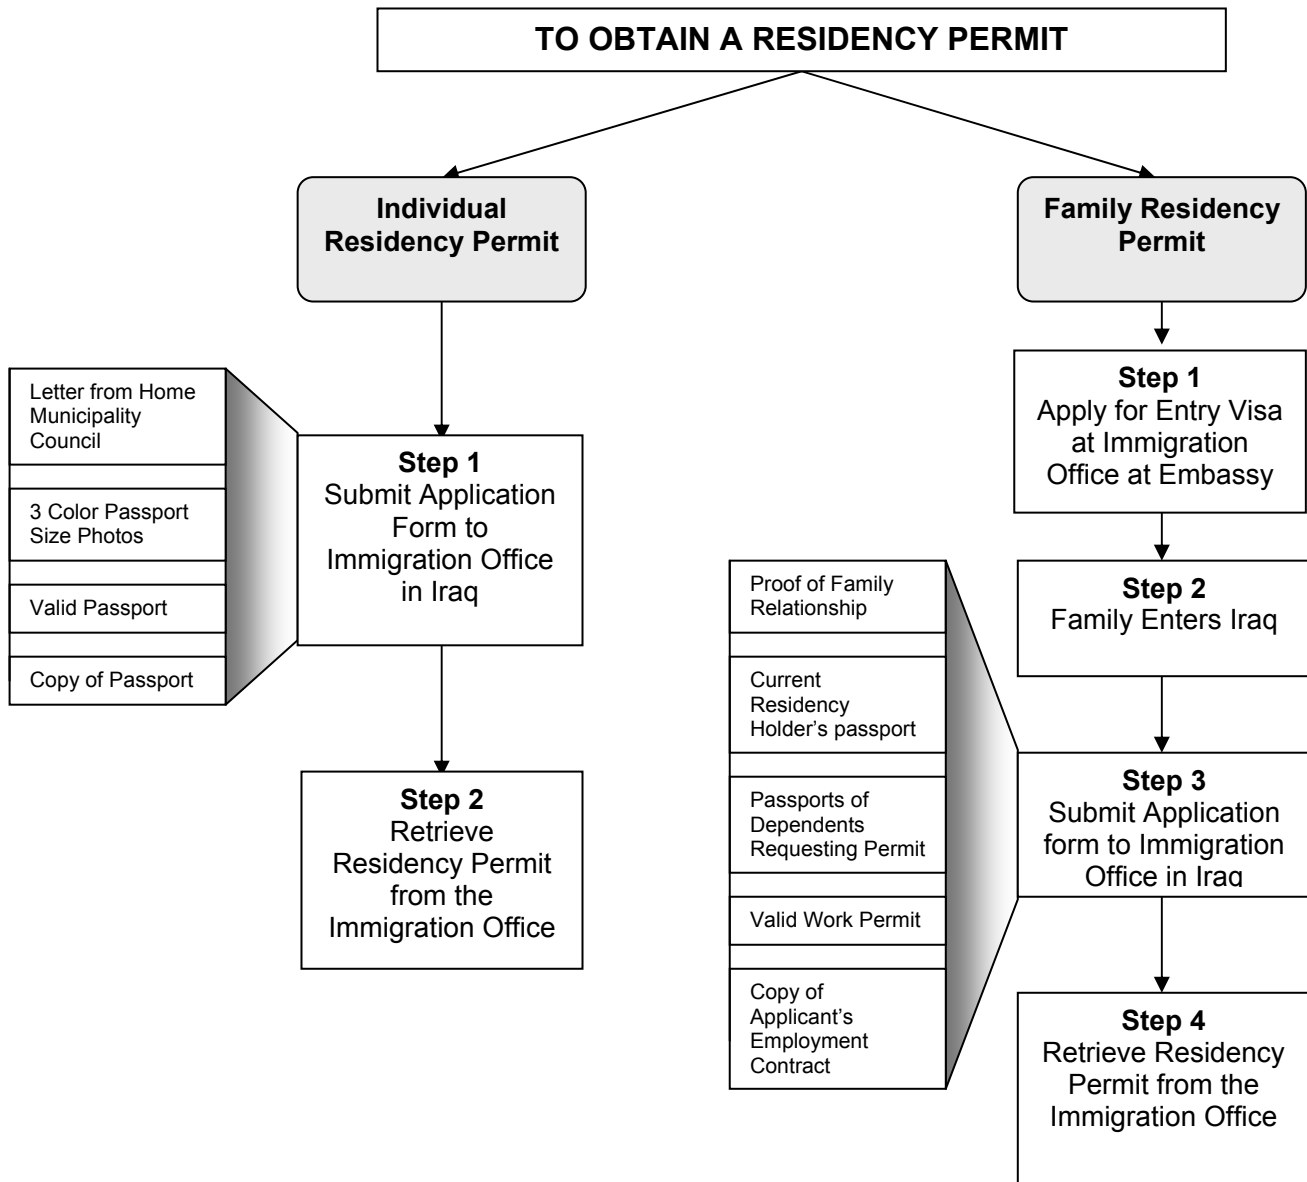 TO OBTAIN A RESIDENCY PERMIT
Individual
Residency Permit
Letter from Home
Municipality
Council
3 Color Passport
Size Photos
Valid Passport
Copy of Passport
Step 1
Submit Application
Form to
Immigration Office
in Iraq
Step 2
Retrieve
Residency Permit
from the
Immigration Office
Family Residency
Permit
Step 1
Apply for Entry Visa
at Immigration
Office at Embassy
Step 2
Family Enters Iraq
Proof of Family
Relationship
Current
Residency
Holder’s passport
Passports of
Dependents
Requesting Permit
Valid Work Permit
Copy of
Applicant’s
Employment
Contract
Step 3
Submit Application
form to Immigration
Office in Iraq
Step 4
Retrieve Residency
Permit from the
Immigration Office